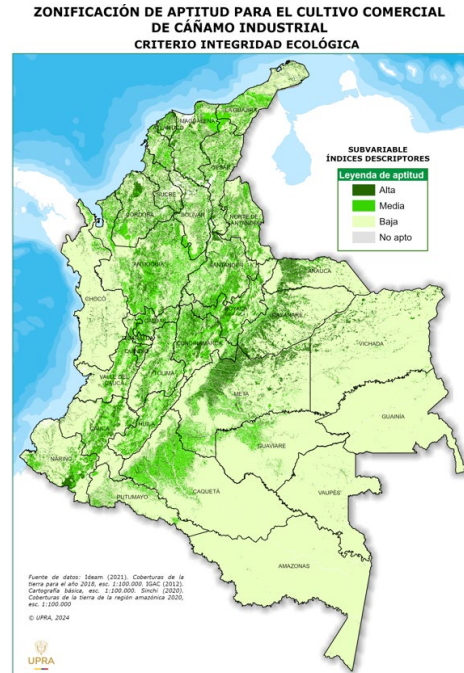 ZONIFICACIÓN DE APTITUD PARA EL CULTIVO COMERCIAL
DE CÁÑAMO INDUSTRIAL
CRITERIO INTEGRIDAD ECOLÓGICA
SUBVARIABLE
ÍNDICES DESCRIPTORES
Leyenda de aptitud
Alta
Media
Baja
No apto
LA GUAJIRA
MAGDALENA
SUCRE
CÓRDOBA
BOLÍVAR
NORTE DE
SANTANDER
ANTIOQUIA
SANTANDER
ARAUCA
CHOCÓ
CASANARE
VICHADA
CUNDINAMARCA
QUINDÍO
TOLIMA
VALLE DEL
CAUCA
META
GUAINÍA
HUILA
CAUCA
GUAVIARE
NARIÑO
VAUPÉS
PUTUMAYO
CAQUETÁ
AMAZONAS
Fuente de datos: Ideam (2021). Coberturas de la
tierra para el año 2018, esc. 1:100.000. IGAC (2012).
Cartografía básica, esc. 1:100.000. Sinchi (2020).
Coberturas de la tierra de la región amazónica 2020,
esc. 1:100.000
© UPRA, 2024
UPRA